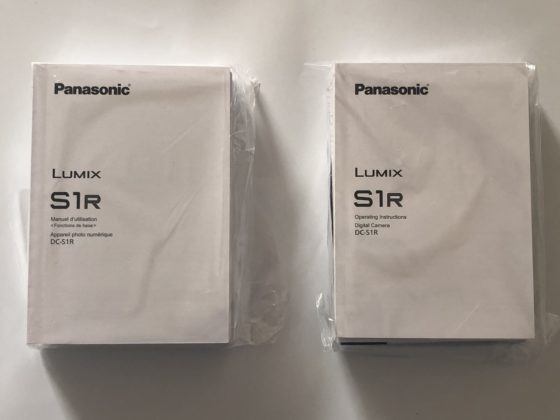 Panasonic
LUMIX
S1R
Manuel d'utilisation
<Fonctions de base>
Appareil photo numérique
DC-S1R
Panasonic
LUMIX
S1R
Operating Instructions
Digital Camera
DC-S1R